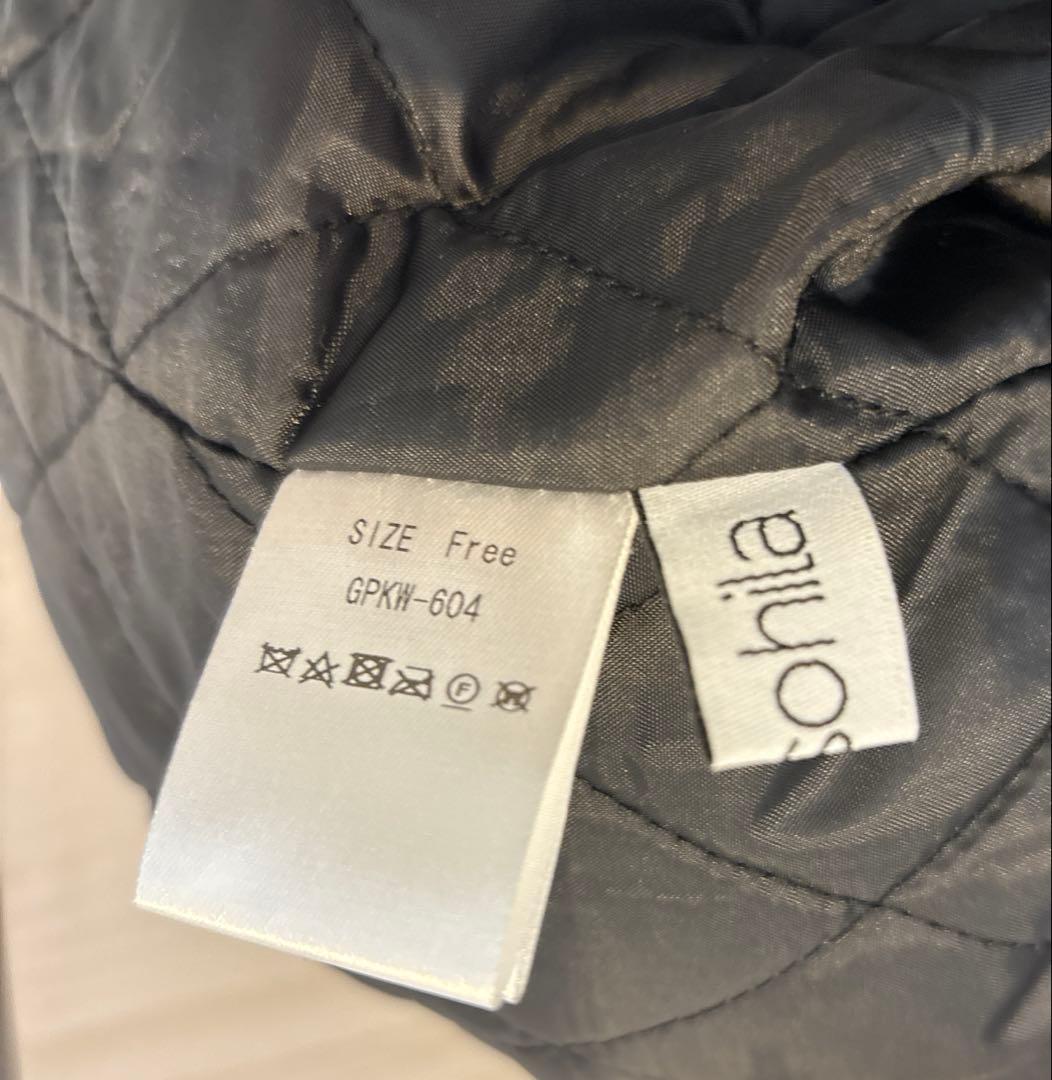 SIZE Free
GPKW-604
F
W
sohila